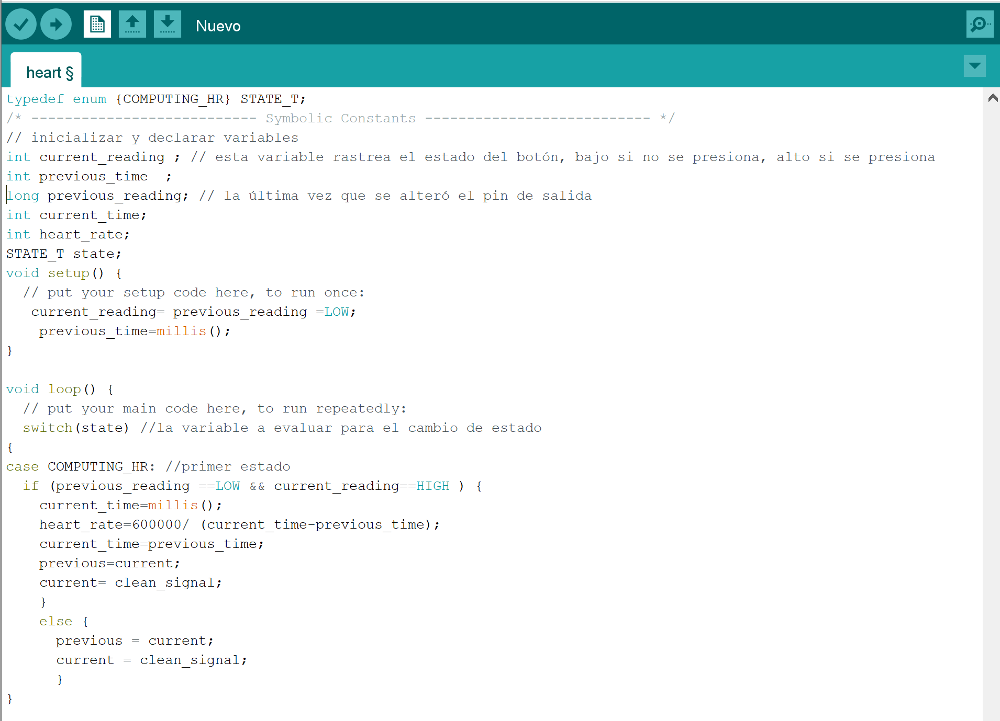 Nuevo
heart §
typedef enum {COMPUTING_HR} STATE_T;
/* --------------------------- Symbolic Constants --------------------------- */
// inicializar y declarar variables
int current_reading ; // esta variable rastrea el estado del botón, bajo si no se presiona, alto si se presiona
int previous_time  ;
long previous_reading; // la última vez que se alteró el pin de salida
int current_time;
int heart_rate;
STATE_T state;
void setup() {
  // put your setup code here, to run once:
   current_reading= previous_reading =LOW;
    previous_time=millis();
}
void loop() {
  // put your main code here, to run repeatedly:
  switch(state) //la variable a evaluar para el cambio de estado
{
case COMPUTING_HR: //primer estado
  if (previous_reading ==LOW && current_reading==HIGH ) {
    current_time=millis();
    heart_rate=600000/ (current_time-previous_time);
    current_time=previous_time;
    previous=current;
    current= clean_signal;
    }
    else {
      previous = current;
      current = clean_signal;
      }
}